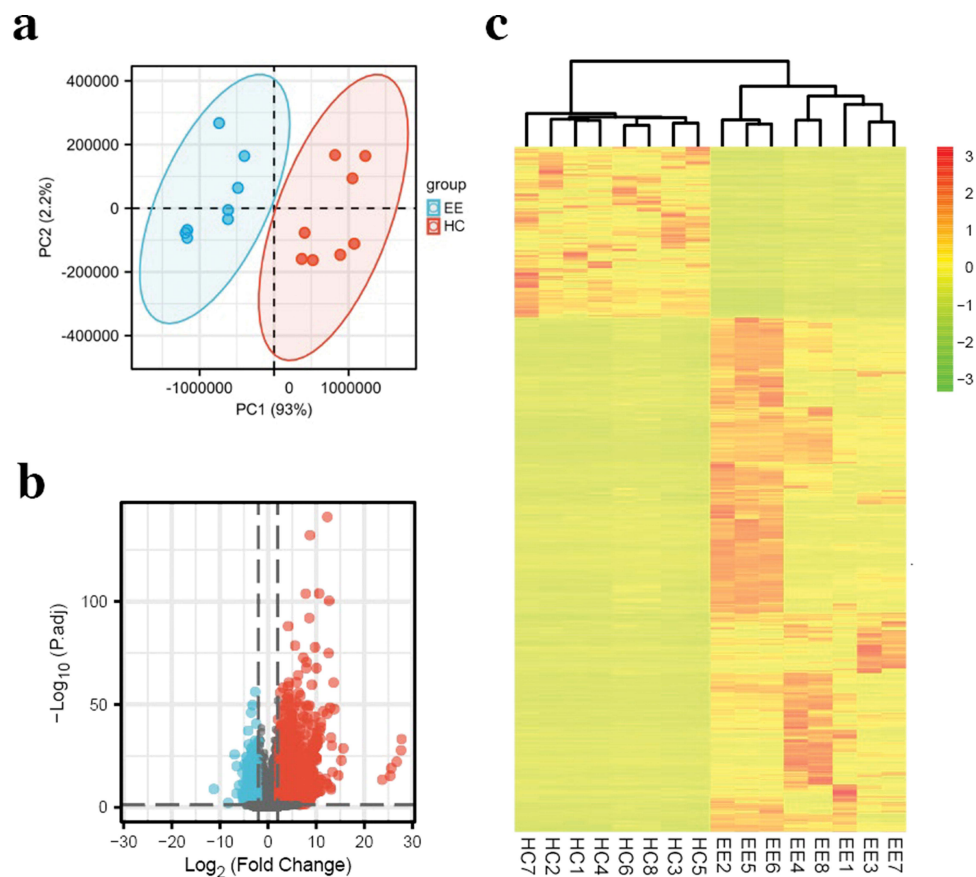 a
400000
200000
0
-200000
-400000
PC2 (2.2%)
-1000000
0
1000000
PC1 (93%)
group
EE
HC
b
100
50
0
−Log10 (P.adj)
−30
−20
−10
0
10
20
30
Log2 (Fold Change)
c
3
2
1
0
−1
−2
−3
HC7
HC2
HC1
HC4
HC6
HC8
HC3
HC5
EE2
EE5
EE6
EE4
EE8
EE1
EE3
EE7